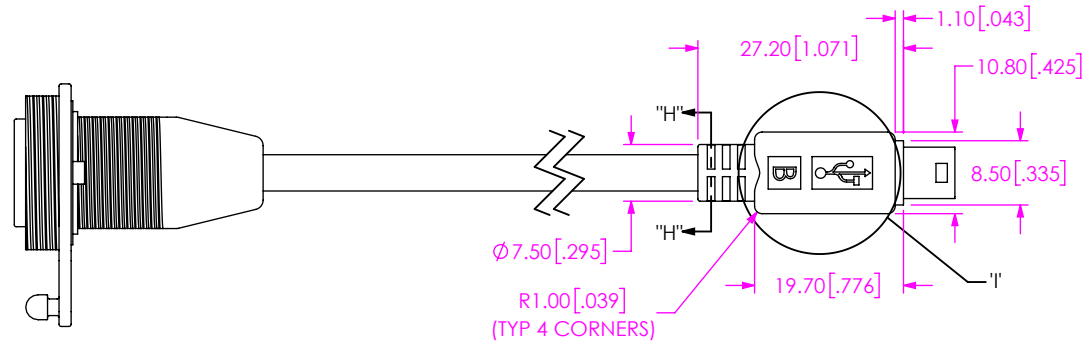 1.10[.043]
27.20[1.071]
10.80[.425]
"H"
B
8.50[.335]
"H"
Ø7.50[.295]
19.70[.776]
'I'
R1.00[.039]
(TYP 4 CORNERS)